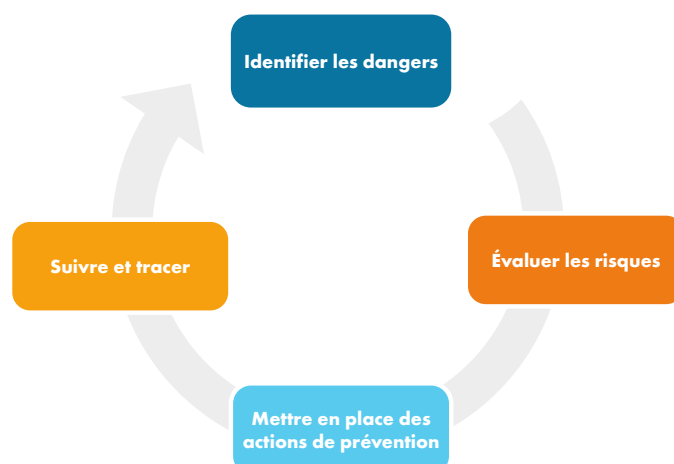 Identifier les dangers
Évaluer les risques
Mettre en place des
actions de prévention
Suivre et tracer